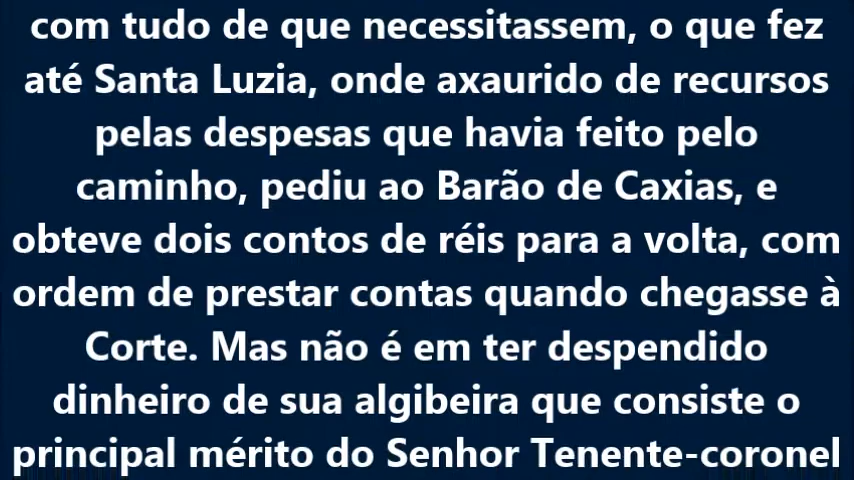 com tudo de que necessitassem, o que fez
até Santa Luzia, onde axaurido de recursos
pelas despesas que havia feito pelo
caminho, pediu ao Barão de Caxias, e
obteve dois contos de réis para a volta, com
ordem de prestar contas quando chegasse à
Corte. Mas não é em ter despendido
dinheiro de sua algibeira que consiste o
principal mérito do Senhor Tenente-coronel